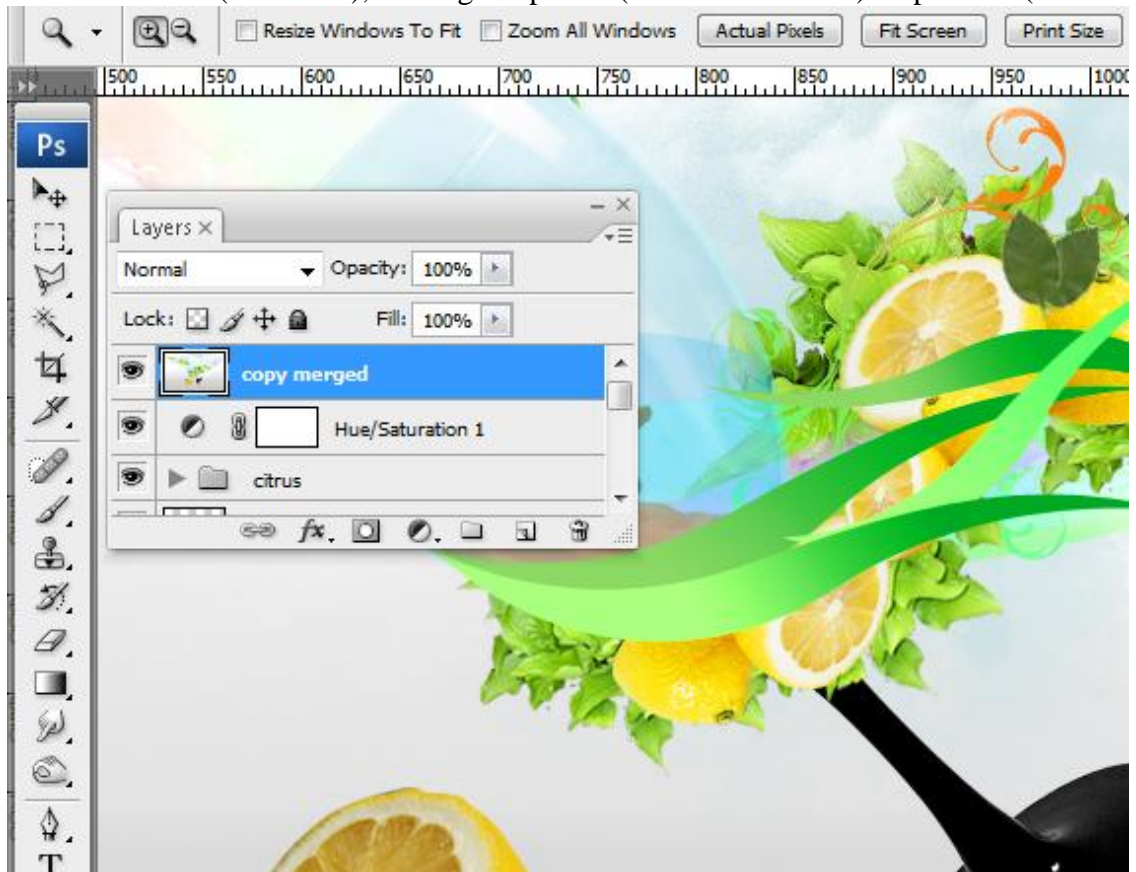 Resize Windows To Fit Zoom All Windows Actual Pixels Fit Screen Print Size
500 550 600 650 700 750 800 850 900 950 1000
Ps
Layers ×
Normal Opacity: 100%
Lock: Fill: 100%
copy merged
Hue/Saturation 1
citrus
fx.
T